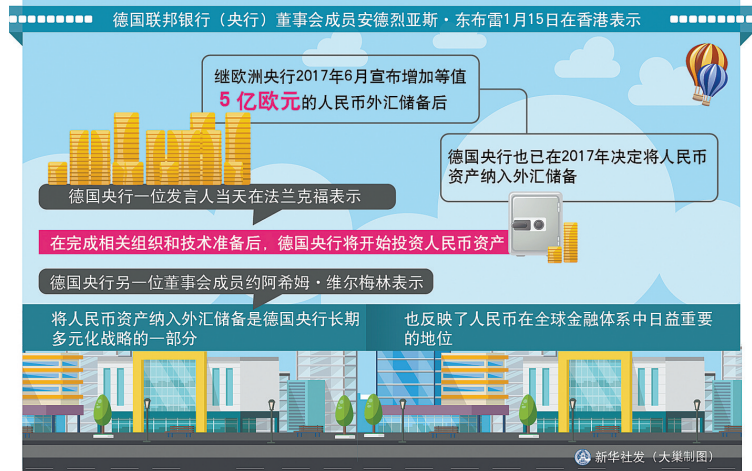 德国联邦银行（央行）董事会成员安德烈亚斯·东布雷1月15日在香港表示
继欧洲央行2017年6月宣布增加等值
5亿欧元的人民币外汇储备后
德国央行也已在2017年决定将人民币
资产纳入外汇储备
德国央行一位发言人当天在法兰克福表示
在完成相关组织和技术准备后，德国央行将开始投资人民币资产
德国央行另一位董事会成员约阿希姆·维尔梅林表示
将人民币资产纳入外汇储备是德国央行长期
多元化战略的一部分
也反映了人民币在全球金融体系中日益重要
的地位
新华社发（大巢制图）